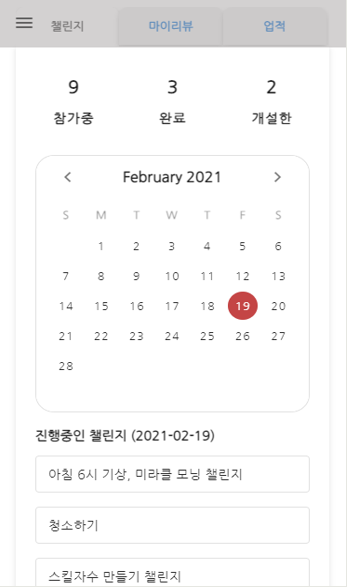 챌린지 마이리뷰 업적
9 3 2
참가중 완료 개설한
February 2021
S M T W T F S
1 2 3 4 5 6
7 8 9 10 11 12 13
14 15 16 17 18 19 20
21 22 23 24 25 26 27
28
진행중인 챌린지 (2021-02-19)
아침 6시 기상, 미라클 모닝 챌린지
청소하기
스킬자수 만들기 챌린지